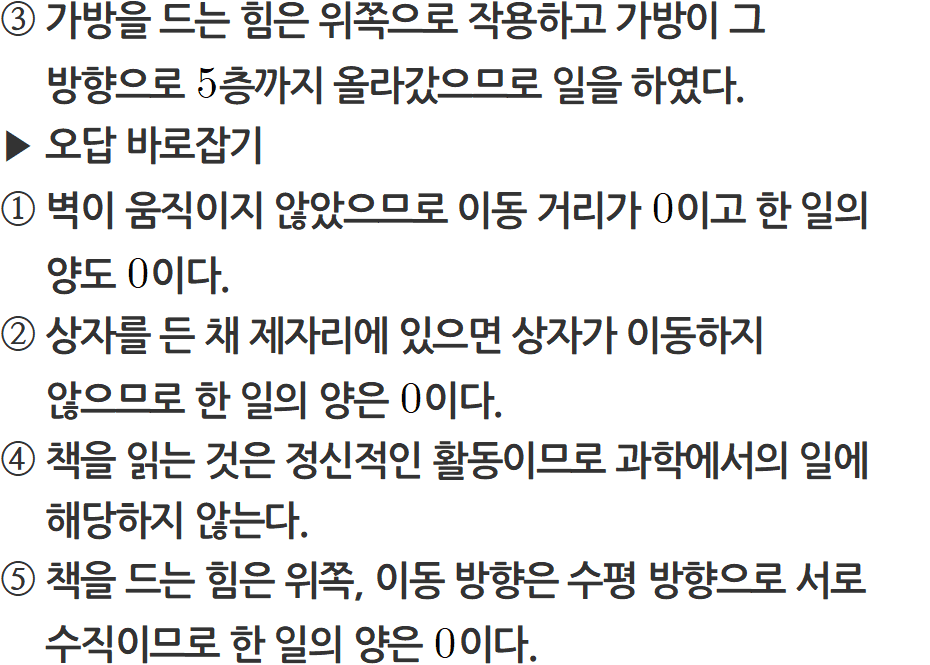 ③ 가방을 드는 힘은 위쪽으로 작용하고 가방이 그
방향으로 5층까지 올라갔으므로 일을 하였다.
▶ 오답 바로잡기
① 벽이 움직이지 않았으므로 이동 거리가 0이고 한 일의
양도 0이다.
② 상자를 든 채 제자리에 있으면 상자가 이동하지
않으므로 한 일의 양은 0이다.
④ 책을 읽는 것은 정신적인 활동이므로 과학에서의 일에
해당하지 않는다.
⑤ 책을 드는 힘은 위쪽, 이동 방향은 수평 방향으로 서로
수직이므로 한 일의 양은 0이다.